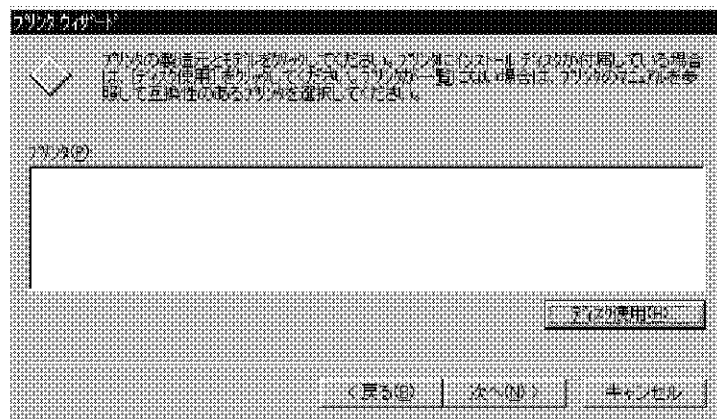 プリンタ ウィザード
プリンタの製造元とモデルをクリックしてください。プリンタにインストール ディスクが付属している場合
は、[ディスク使用] をクリックしてください。プリンタが一覧にない場合は、プリンタのマニュアルを参
照して互換性のあるプリンタを選択してください。
プリンタ(P):
ディスク使用(H)...
< 戻る(B)
次へ(N) >
キャンセル